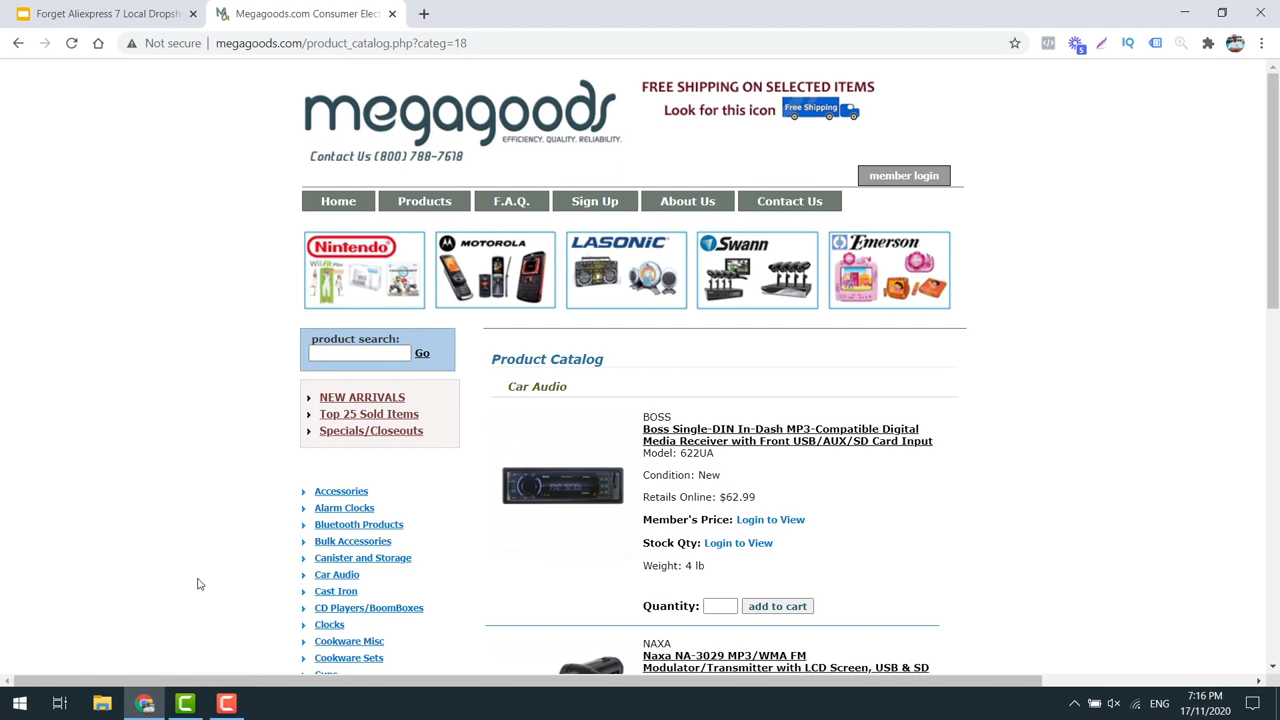 Forget Aliexpress 7 Local Dropsh
Megagoods.com Consumer Elect
Not secure
megagoods.com/product_catalog.php?categ=18
IQ
5
megagoods
EFFICIENCY. QUALITY. RELIABILITY.
Contact Us (800) 788-7618
FREE SHIPPING ON SELECTED ITEMS
Look for this icon
Free Shipping
member login
Home
Products
F.A.Q.
Sign Up
About Us
Contact Us
Nintendo
WiiFit Plus
MOTOROLA
LASONIC
Swann
Emerson
product search:
Go
NEW ARRIVALS
Top 25 Sold Items
Specials/Closeouts
Accessories
Alarm Clocks
Bluetooth Products
Bulk Accessories
Canister and Storage
Car Audio
Cast Iron
CD Players/BoomBoxes
Clocks
Cookware Misc
Cookware Sets
Product Catalog
Car Audio
BOSS
Boss Single-DIN In-Dash MP3-Compatible Digital
Media Receiver with Front USB/AUX/SD Card Input
Model: 622UA
Condition: New
Retails Online: $62.99
Member's Price: Login to View
Stock Qty: Login to View
Weight: 4 lb
Quantity:
add to cart
NAXA
Naxa NA-3029 MP3/WMA FM
Modulator/Transmitter with LCD Screen, USB & SD
ENG
7:16 PM
17/11/2020